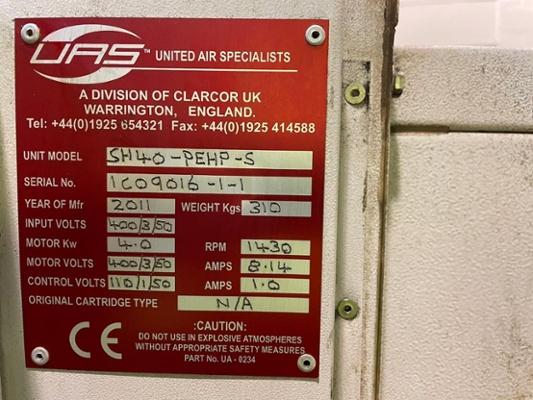 UAS™ UNITED AIR SPECIALISTS
A DIVISION OF CLARCOR UK
WARRINGTON, ENGLAND.
Tel: +44(0)1925 654321 Fax: +44(0)1925 414588
UNIT MODEL SH40-PEHP-S
SERIAL No. 1C09016-1-1
YEAR OF Mfr 2011 WEIGHT Kgs 310
INPUT VOLTS 400/3/50
MOTOR Kw 4.0 RPM 1430
MOTOR VOLTS 400/3/50 AMPS 8.14
CONTROL VOLTS 110/1/50 AMPS 1.0
ORIGINAL CARTRIDGE TYPE N/A
CE
:CAUTION:
DO NOT USE IN EXPLOSIVE ATMOSPHERES
WITHOUT APPROPRIATE SAFETY MEASURES
PART No. UA - 0234